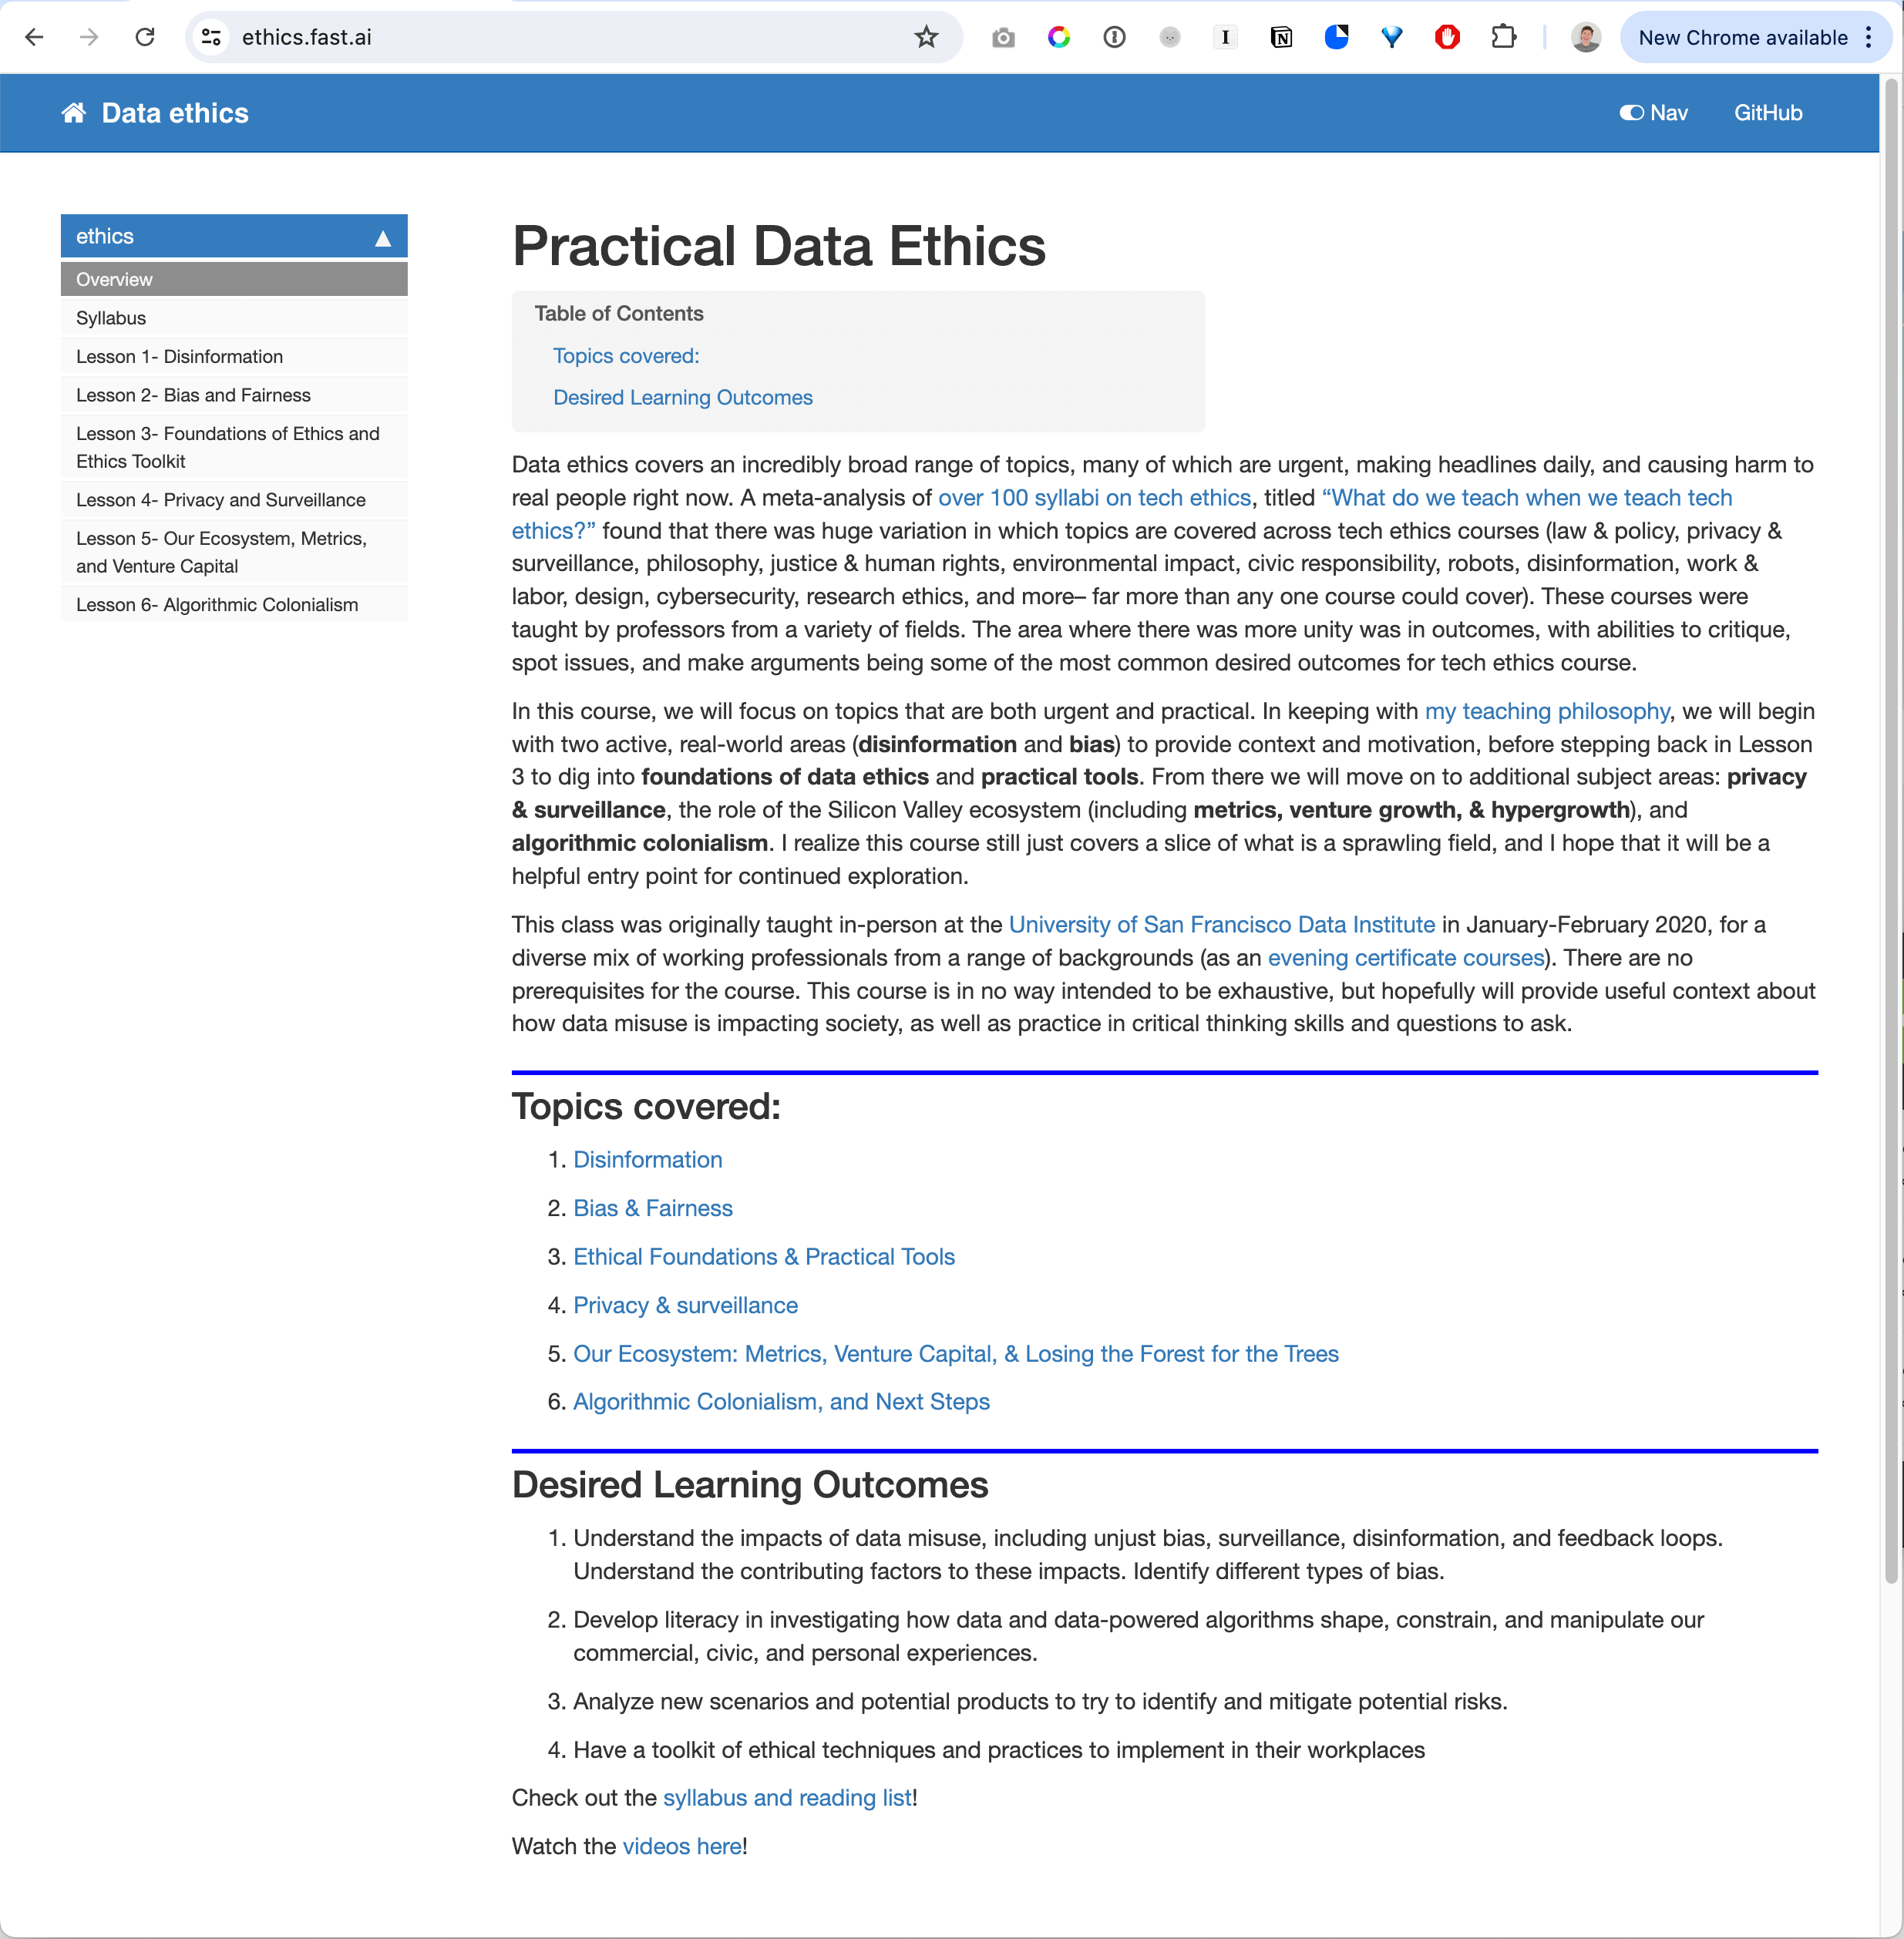 ethics.fast.ai
New Chrome available
Data ethics
Nav
GitHub
ethics
Overview
Syllabus
Lesson 1- Disinformation
Lesson 2- Bias and Fairness
Lesson 3- Foundations of Ethics and
Ethics Toolkit
Lesson 4- Privacy and Surveillance
Lesson 5- Our Ecosystem, Metrics,
and Venture Capital
Lesson 6- Algorithmic Colonialism
Practical Data Ethics
Table of Contents
Topics covered:
Desired Learning Outcomes
Data ethics covers an incredibly broad range of topics, many of which are urgent, making headlines daily, and causing harm to
real people right now. A meta-analysis of over 100 syllabi on tech ethics, titled “What do we teach when we teach tech
ethics?” found that there was huge variation in which topics are covered across tech ethics courses (law & policy, privacy &
surveillance, philosophy, justice & human rights, environmental impact, civic responsibility, robots, disinformation, work &
labor, design, cybersecurity, research ethics, and more– far more than any one course could cover). These courses were
taught by professors from a variety of fields. The area where there was more unity was in outcomes, with abilities to critique,
spot issues, and make arguments being some of the most common desired outcomes for tech ethics course.
In this course, we will focus on topics that are both urgent and practical. In keeping with my teaching philosophy, we will begin
with two active, real-world areas (disinformation and bias) to provide context and motivation, before stepping back in Lesson
3 to dig into foundations of data ethics and practical tools. From there we will move on to additional subject areas: privacy
& surveillance, the role of the Silicon Valley ecosystem (including metrics, venture growth, & hypergrowth), and
algorithmic colonialism. I realize this course still just covers a slice of what is a sprawling field, and I hope that it will be a
helpful entry point for continued exploration.
This class was originally taught in-person at the University of San Francisco Data Institute in January-February 2020, for a
diverse mix of working professionals from a range of backgrounds (as an evening certificate courses). There are no
prerequisites for the course. This course is in no way intended to be exhaustive, but hopefully will provide useful context about
how data misuse is impacting society, as well as practice in critical thinking skills and questions to ask.
Topics covered:
1. Disinformation
2. Bias & Fairness
3. Ethical Foundations & Practical Tools
4. Privacy & surveillance
5. Our Ecosystem: Metrics, Venture Capital, & Losing the Forest for the Trees
6. Algorithmic Colonialism, and Next Steps
Desired Learning Outcomes
1. Understand the impacts of data misuse, including unjust bias, surveillance, disinformation, and feedback loops.
Understand the contributing factors to these impacts. Identify different types of bias.
2. Develop literacy in investigating how data and data-powered algorithms shape, constrain, and manipulate our
commercial, civic, and personal experiences.
3. Analyze new scenarios and potential products to try to identify and mitigate potential risks.
4. Have a toolkit of ethical techniques and practices to implement in their workplaces
Check out the syllabus and reading list!
Watch the videos here!